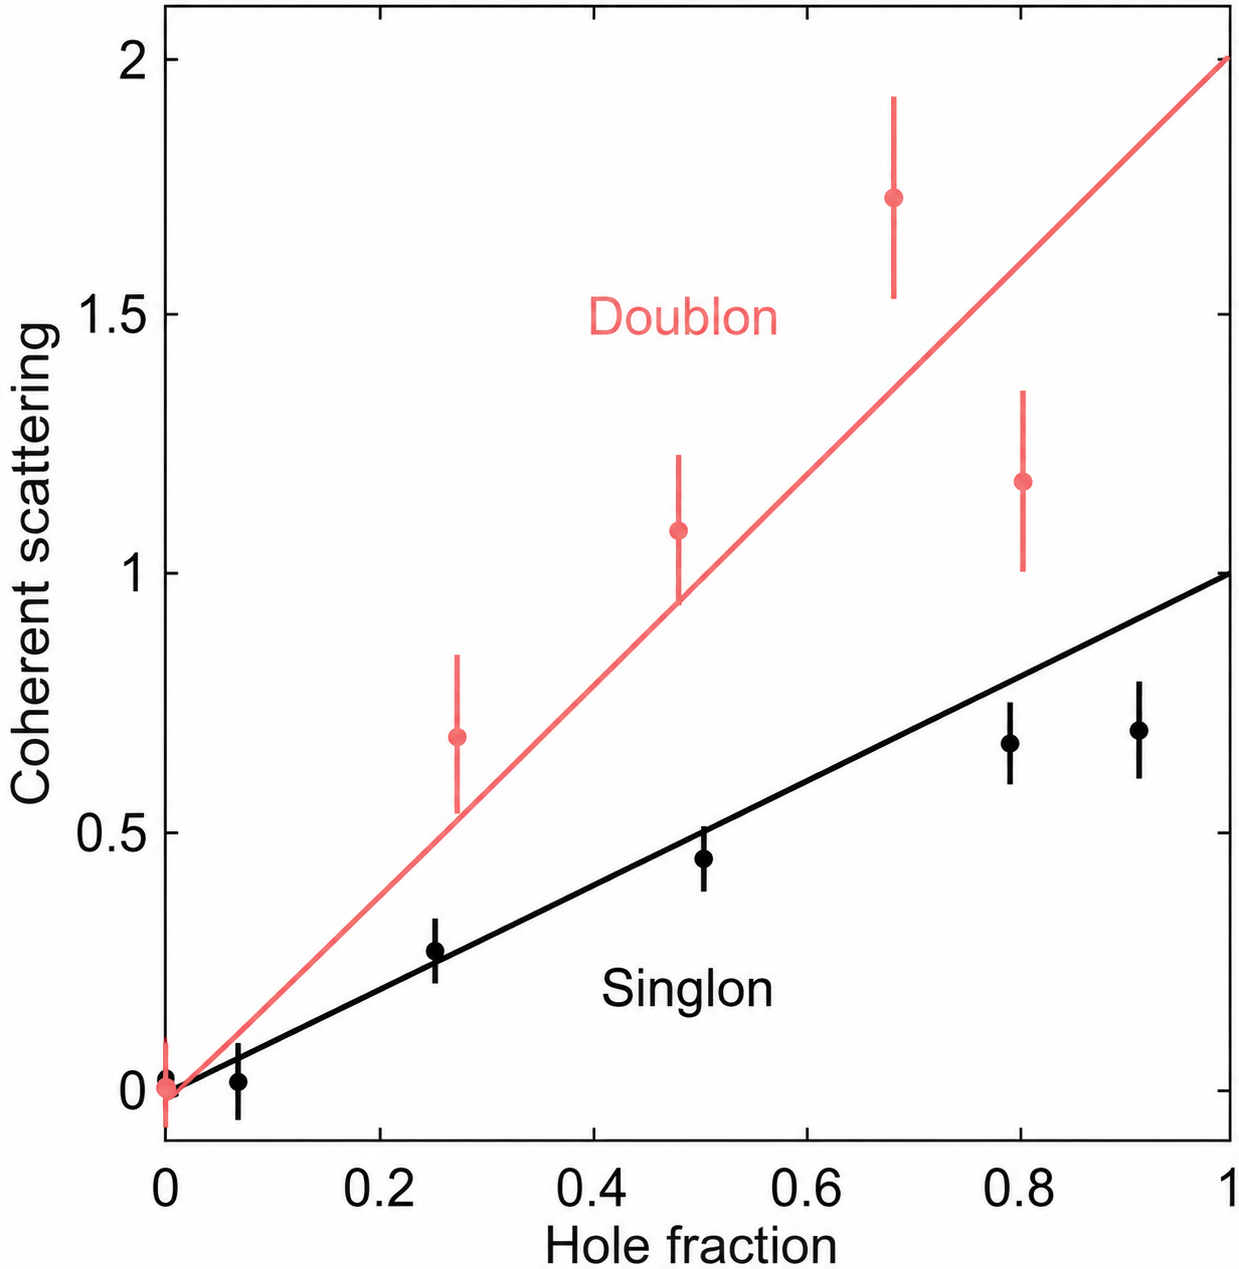 2
1.5
1
0.5
0
Coherent scattering
Doublon
Singlon
0 0.2 0.4 0.6 0.8 1
Hole fraction